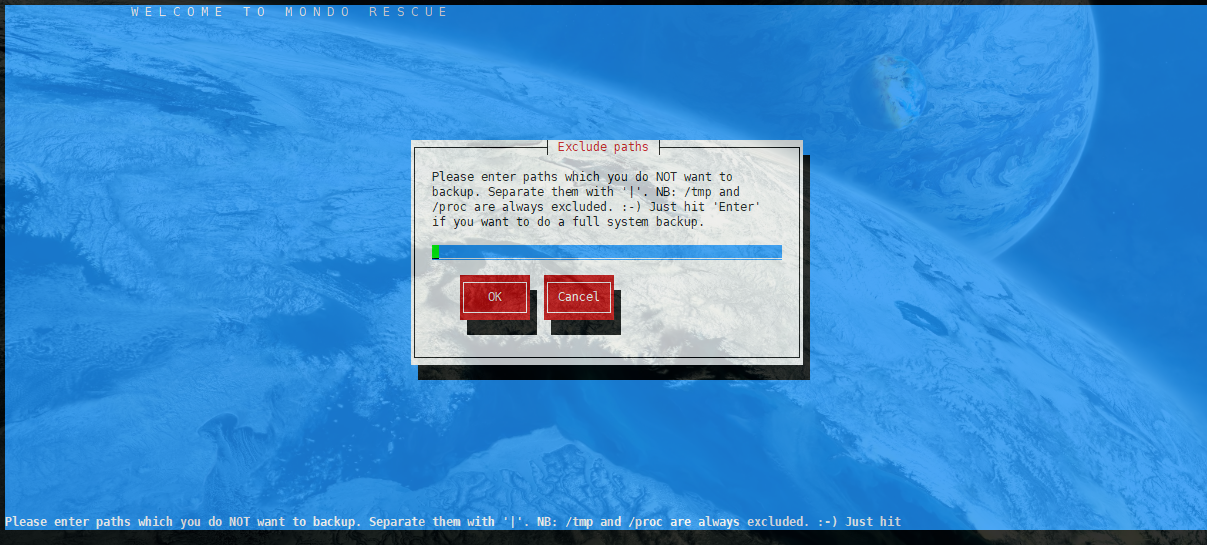 WELCOME TO MONDO RESCUE
Exclude paths
Please enter paths which you do NOT want to
backup. Separate them with '|'. NB: /tmp and
/proc are always excluded. :-) Just hit 'Enter'
if you want to do a full system backup.
OK Cancel
Please enter paths which you do NOT want to backup. Separate them with '|'. NB: /tmp and /proc are always excluded. :-) Just hit